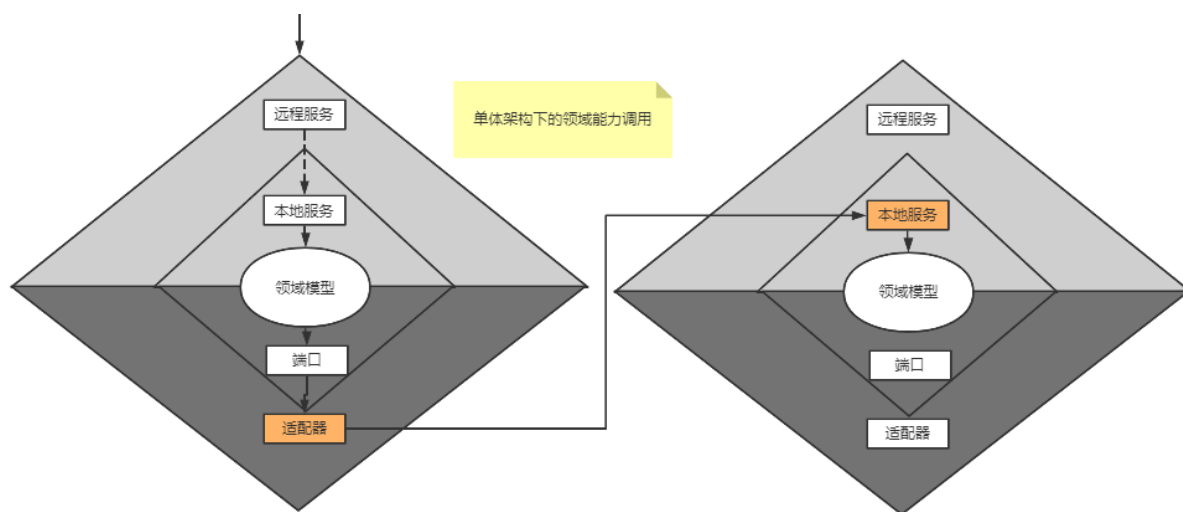 远程服务
本地服务
领域模型
端口
适配器
单体架构下的领域能力调用
远程服务
本地服务
领域模型
端口
适配器